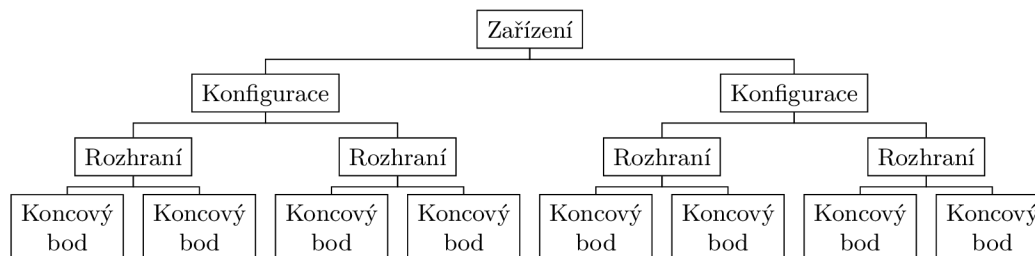 Zařízení
Konfigurace Konfigurace
Rozhraní Rozhraní Rozhraní Rozhraní
Koncový Koncový Koncový Koncový Koncový Koncový Koncový Koncový
bod bod bod bod bod bod bod bod